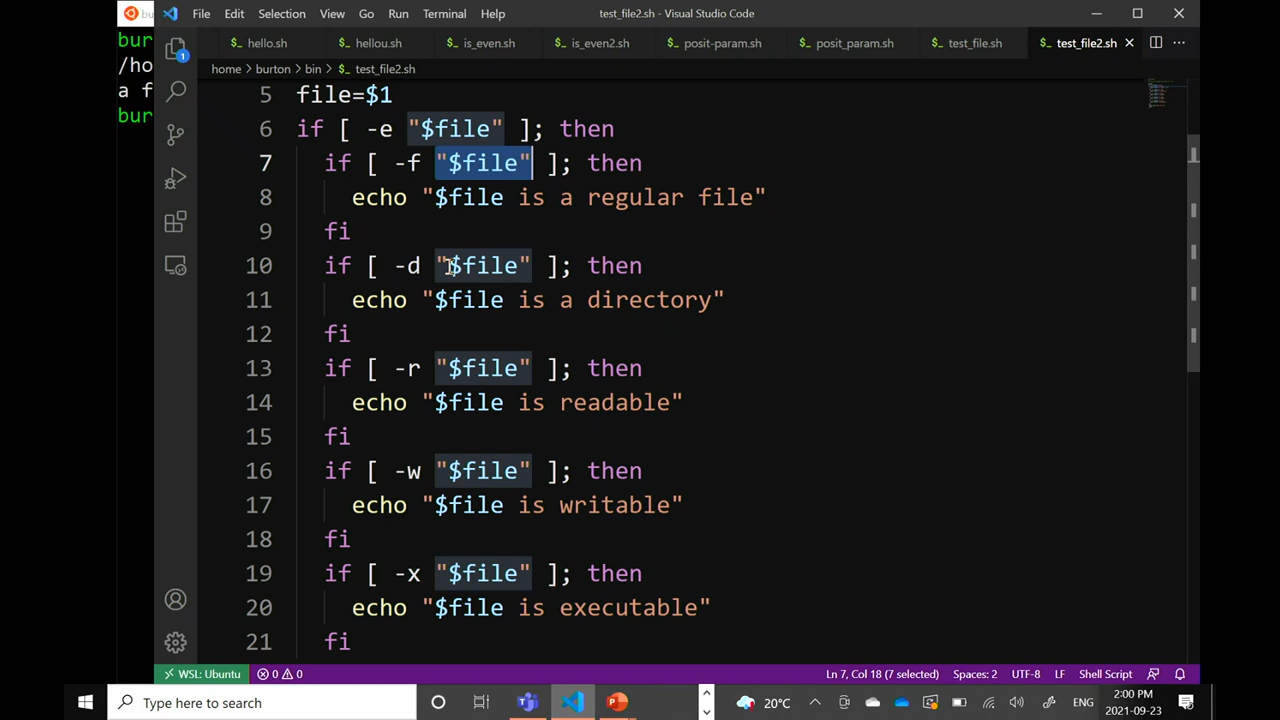 bur
/ho
a f
bur
bu
File Edit Selection View Go Run Terminal Help
test_file2.sh - Visual Studio Code
$_ hello.sh $_ hellou.sh $_ is_even.sh $_ is_even2.sh $_ posit-param.sh $_ posit_param.sh $_ test_file.sh $_ test_file2.sh
home > burton > bin > $_ test_file2.sh
1
5 file=$1
6 if [ -e "$file" ]; then
7 if [ -f "$file" ]; then
8 echo "$file is a regular file"
9 fi
10 if [ -d "$file" ]; then
11 echo "$file is a directory"
12 fi
13 if [ -r "$file" ]; then
14 echo "$file is readable"
15 fi
16 if [ -w "$file" ]; then
17 echo "$file is writable"
18 fi
19 if [ -x "$file" ]; then
20 echo "$file is executable"
21 fi
WSL: Ubuntu 0 0 Ln 7, Col 18 (7 selected) Spaces: 2 UTF-8 LF Shell Script
Type here to search
20°C ENG
2:00 PM
2021-09-23